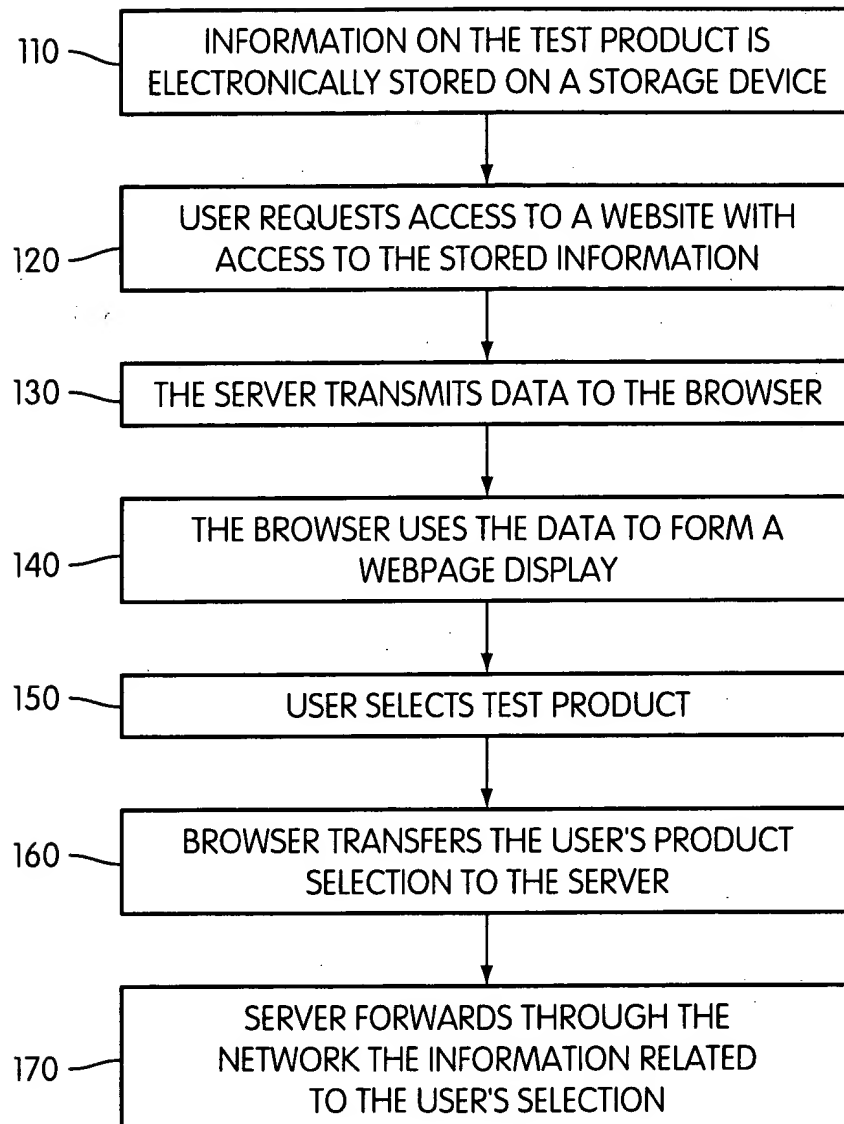 110
INFORMATION ON THE TEST PRODUCT IS
ELECTRONICALLY STORED ON A STORAGE DEVICE
120
USER REQUESTS ACCESS TO A WEBSITE WITH
ACCESS TO THE STORED INFORMATION
130
THE SERVER TRANSMITS DATA TO THE BROWSER
140
THE BROWSER USES THE DATA TO FORM A
WEBPAGE DISPLAY
150
USER SELECTS TEST PRODUCT
160
BROWSER TRANSFERS THE USER'S PRODUCT
SELECTION TO THE SERVER
170
SERVER FORWARDS THROUGH THE
NETWORK THE INFORMATION RELATED
TO THE USER'S SELECTION